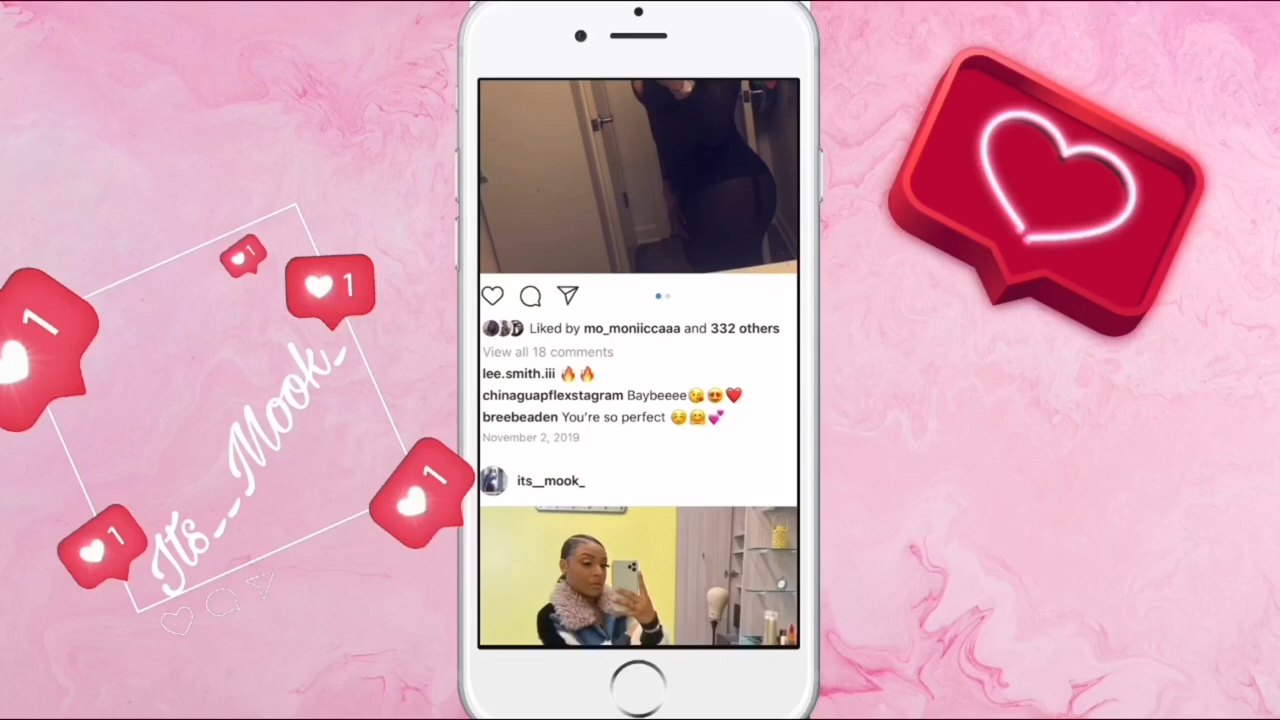 1
1
1
1
1
Its__Mook_
Liked by mo_moniiccaaa and 332 others
View all 18 comments
lee.smith.iii 🔥🔥
chinaguapflexstagram Baybeeee😘😍❤️
breebeaden You're so perfect ☺️🤗💕
November 2, 2019
its__mook_